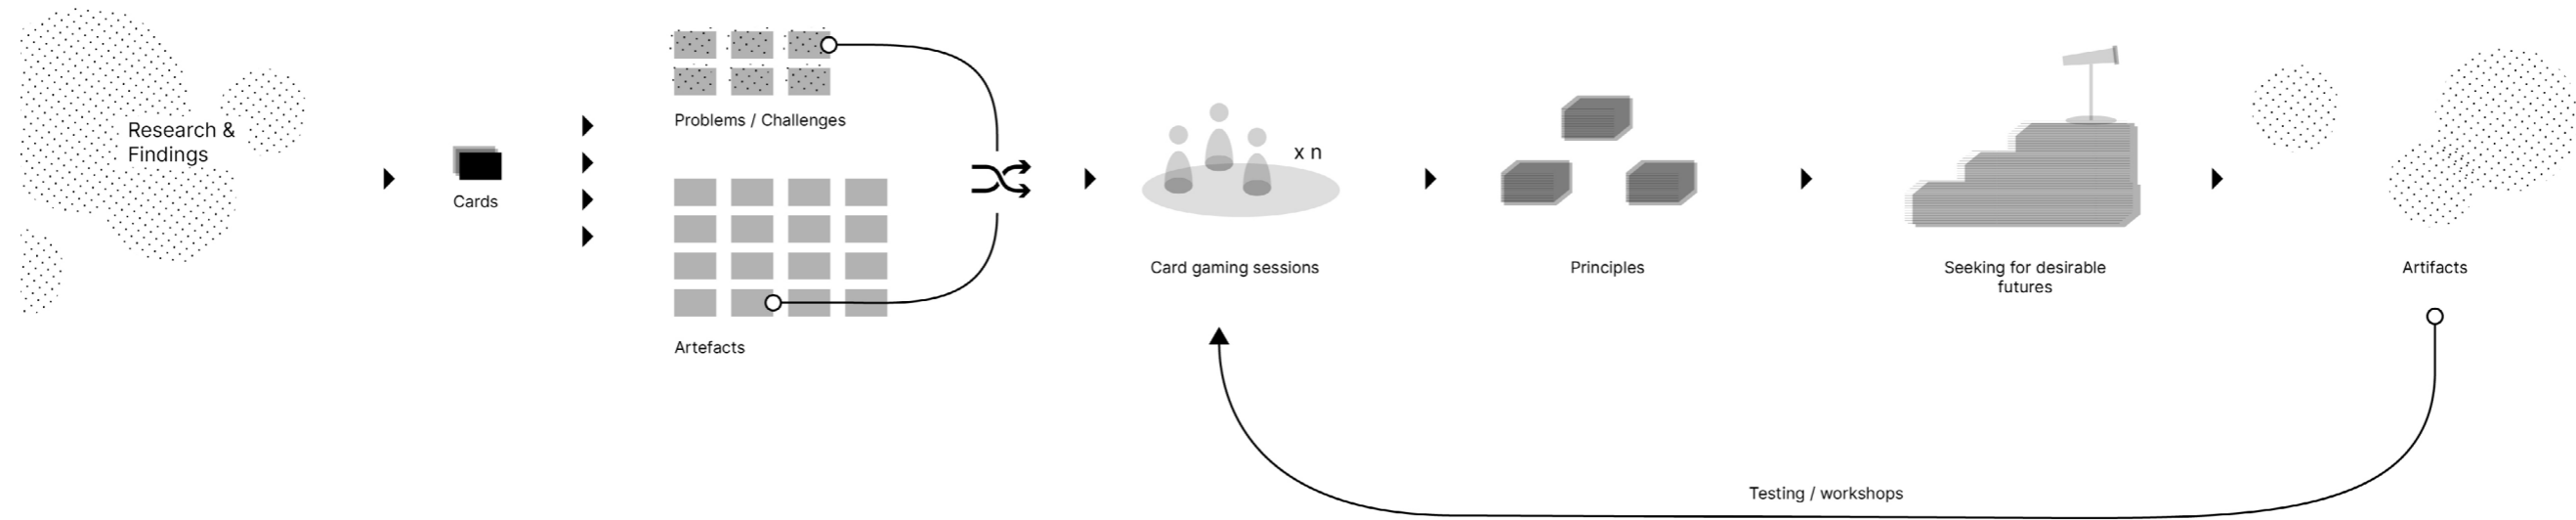 Research &
Findings
Cards
Problems / Challenges
Artefacts
x n
Card gaming sessions
Principles
Seeking for desirable
futures
Artifacts
Testing / workshops